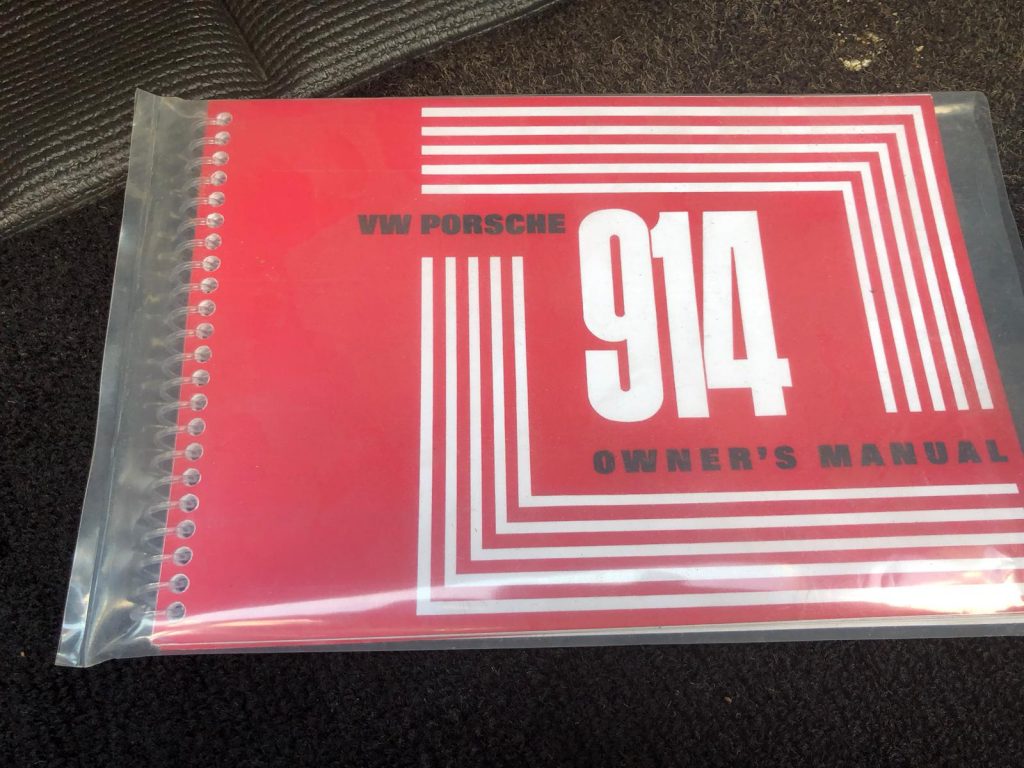 VW PORSCHE
914
OWNER'S MANUAL